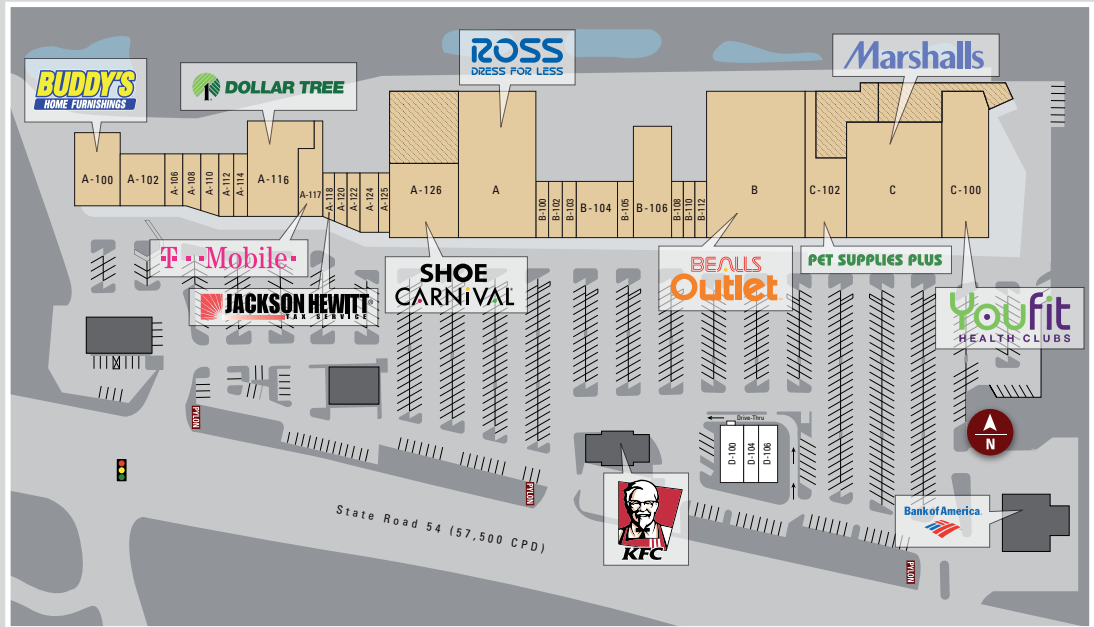 BUDDY'S
HOME FURNISHINGS
DOLLAR TREE
ROSS
DRESS FOR LESS
Marshalls
A-100
A-102
A-106
A-108
A-110
A-112
A-114
A-116
A-117
A-118
A-120
A-122
A-124
A-125
A-126
A
B-100
B-102
B-103
B-104
B-105
B-106
B-108
B-110
B-112
B
C-102
C
C-100
T··Mobile·
JACKSON HEWITT®
TAX SERVICE
SHOE
CARNiVAL
BEALLS
Outlet
PET SUPPLIES PLUS
Youfit
HEALTH CLUBS
PYLON
Drive-Thru
D-100
D-104
D-106
N
PYLON
KFC
State Road 54 (57,500 CPD)
Bank of America
PYLON